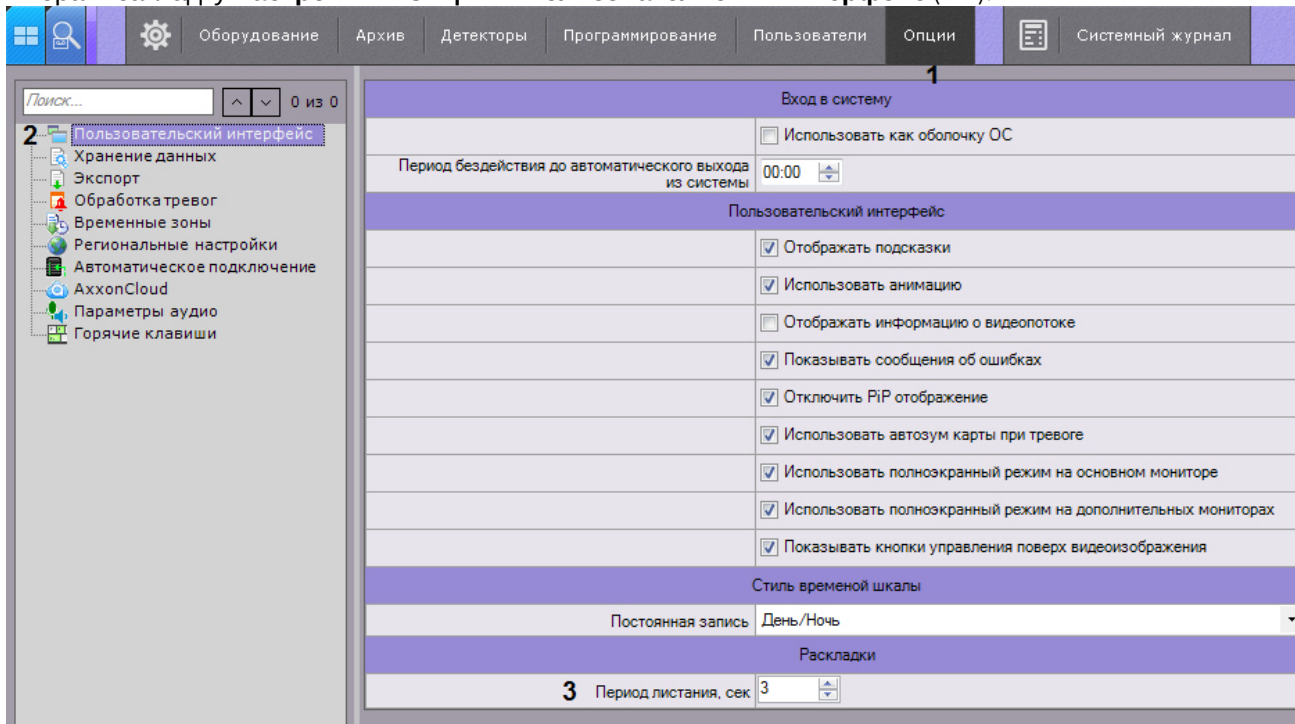 Оборудование Архив Детекторы Программирование Пользователи Опции Системный журнал
1
Поиск... 0 из 0
2 Пользовательский интерфейс
Хранение данных
Экспорт
Обработка тревог
Временные зоны
Региональные настройки
Автоматическое подключение
AxxonCloud
Параметры аудио
Горячие клавиши
Вход в систему
Использовать как оболочку ОС
Период бездействия до автоматического выхода
из системы 00:00
Пользовательский интерфейс
Отображать подсказки
Использовать анимацию
Отображать информацию о видеопотоке
Показывать сообщения об ошибках
Отключить PiP отображение
Использовать автозум карты при тревоге
Использовать полноэкранный режим на основном мониторе
Использовать полноэкранный режим на дополнительных мониторах
Показывать кнопки управления поверх видеоизображения
Стиль временой шкалы
Постоянная запись День/Ночь
Раскладки
3 Период листания, сек 3